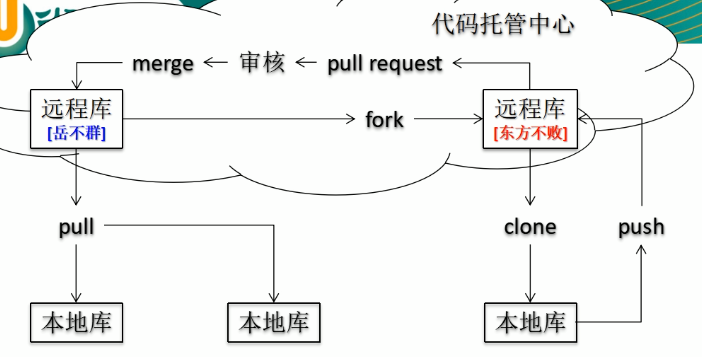 代码托管中心
merge
审核
pull request
远程库
[岳不群]
fork
远程库
[东方不败]
pull
clone
push
本地库
本地库
本地库